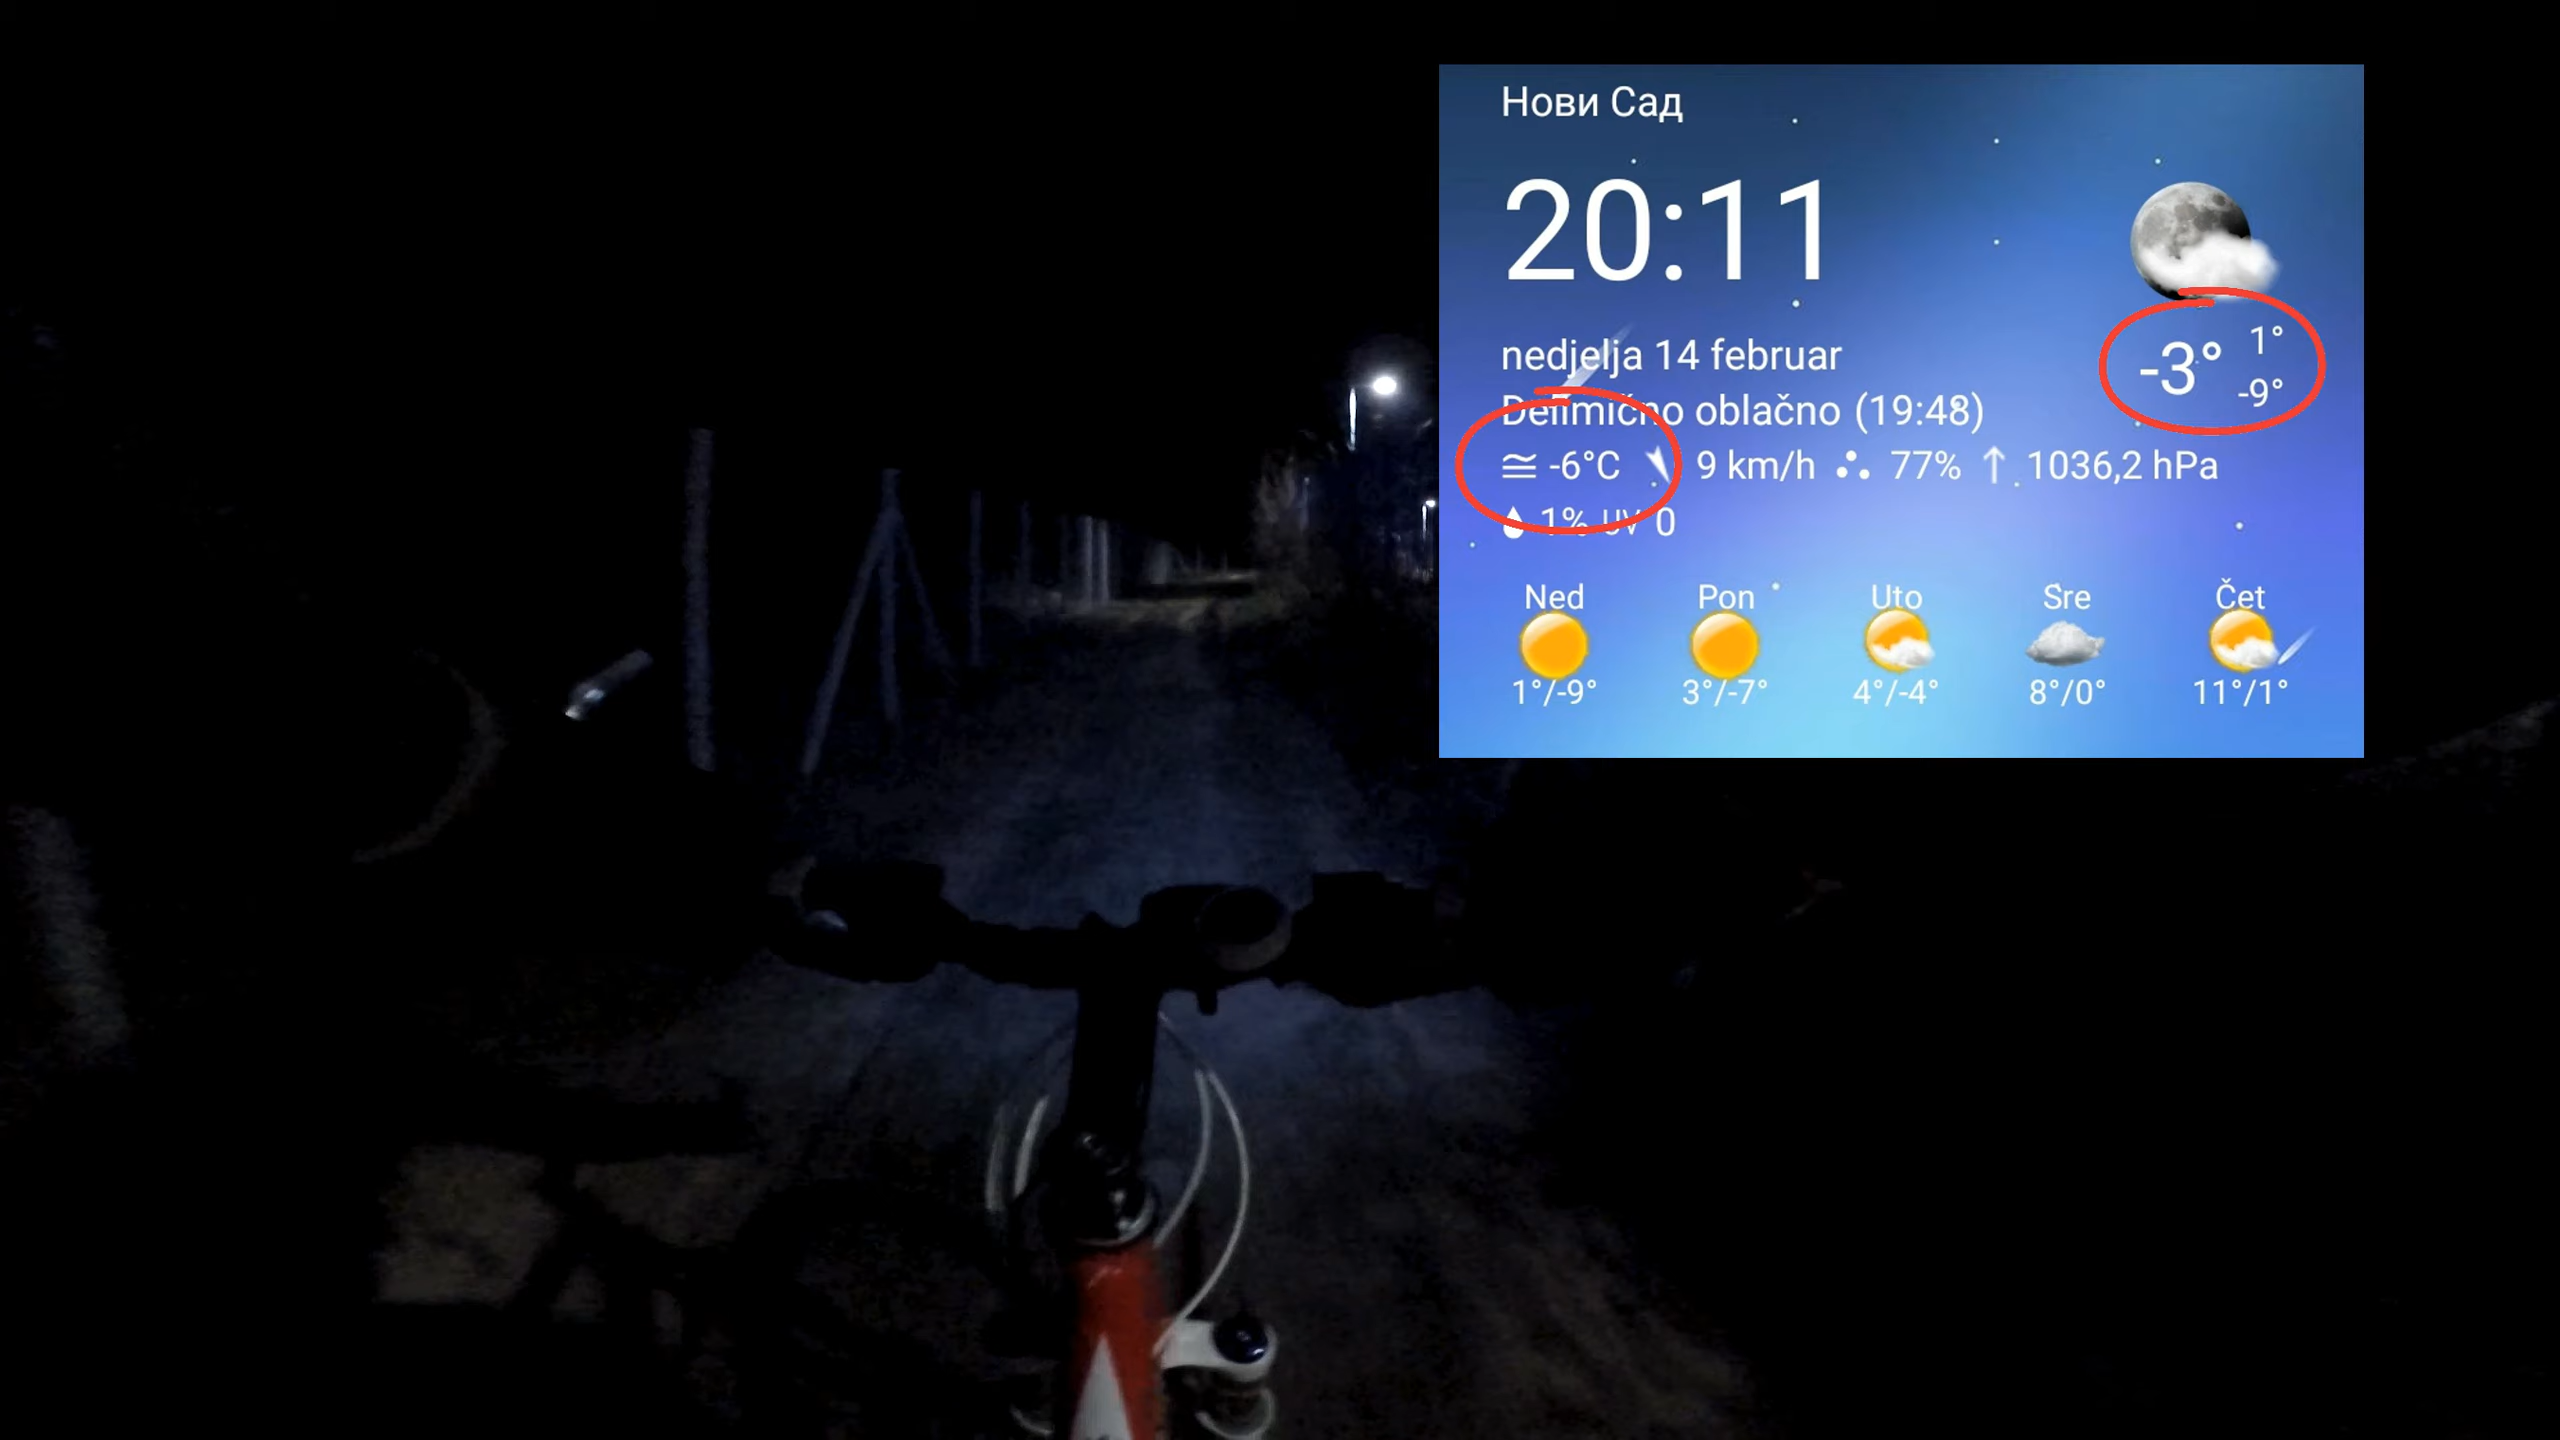 Нови Сад
20:11
nedjelja 14 februar
Delimično oblačno (19:48)
-3° 1° -9°
≅ -6°C 9 km/h 77% ↑ 1036,2 hPa
1% UV 0
Ned Pon Uto Sre Čet
1°/-9° 3°/-7° 4°/-4° 8°/0° 11°/1°